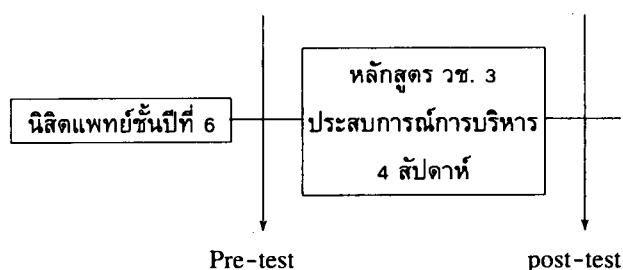 หลักสูตร วช. 3
นิสิตแพทย์ชั้นปีที่ 6
ประสบการณ์การบริหาร
4 สัปดาห์
Pre-test
post-test